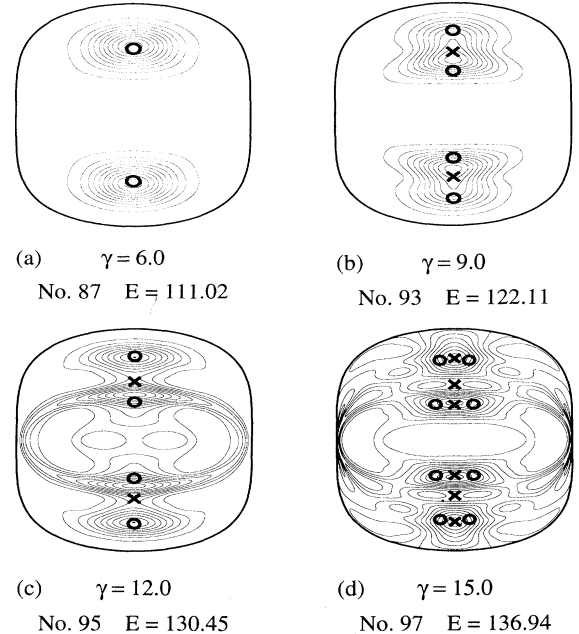 (a) γ = 6.0
No. 87 E = 111.02
(b) γ = 9.0
No. 93 E = 122.11
(c) γ = 12.0
No. 95 E = 130.45
(d) γ = 15.0
No. 97 E = 136.94